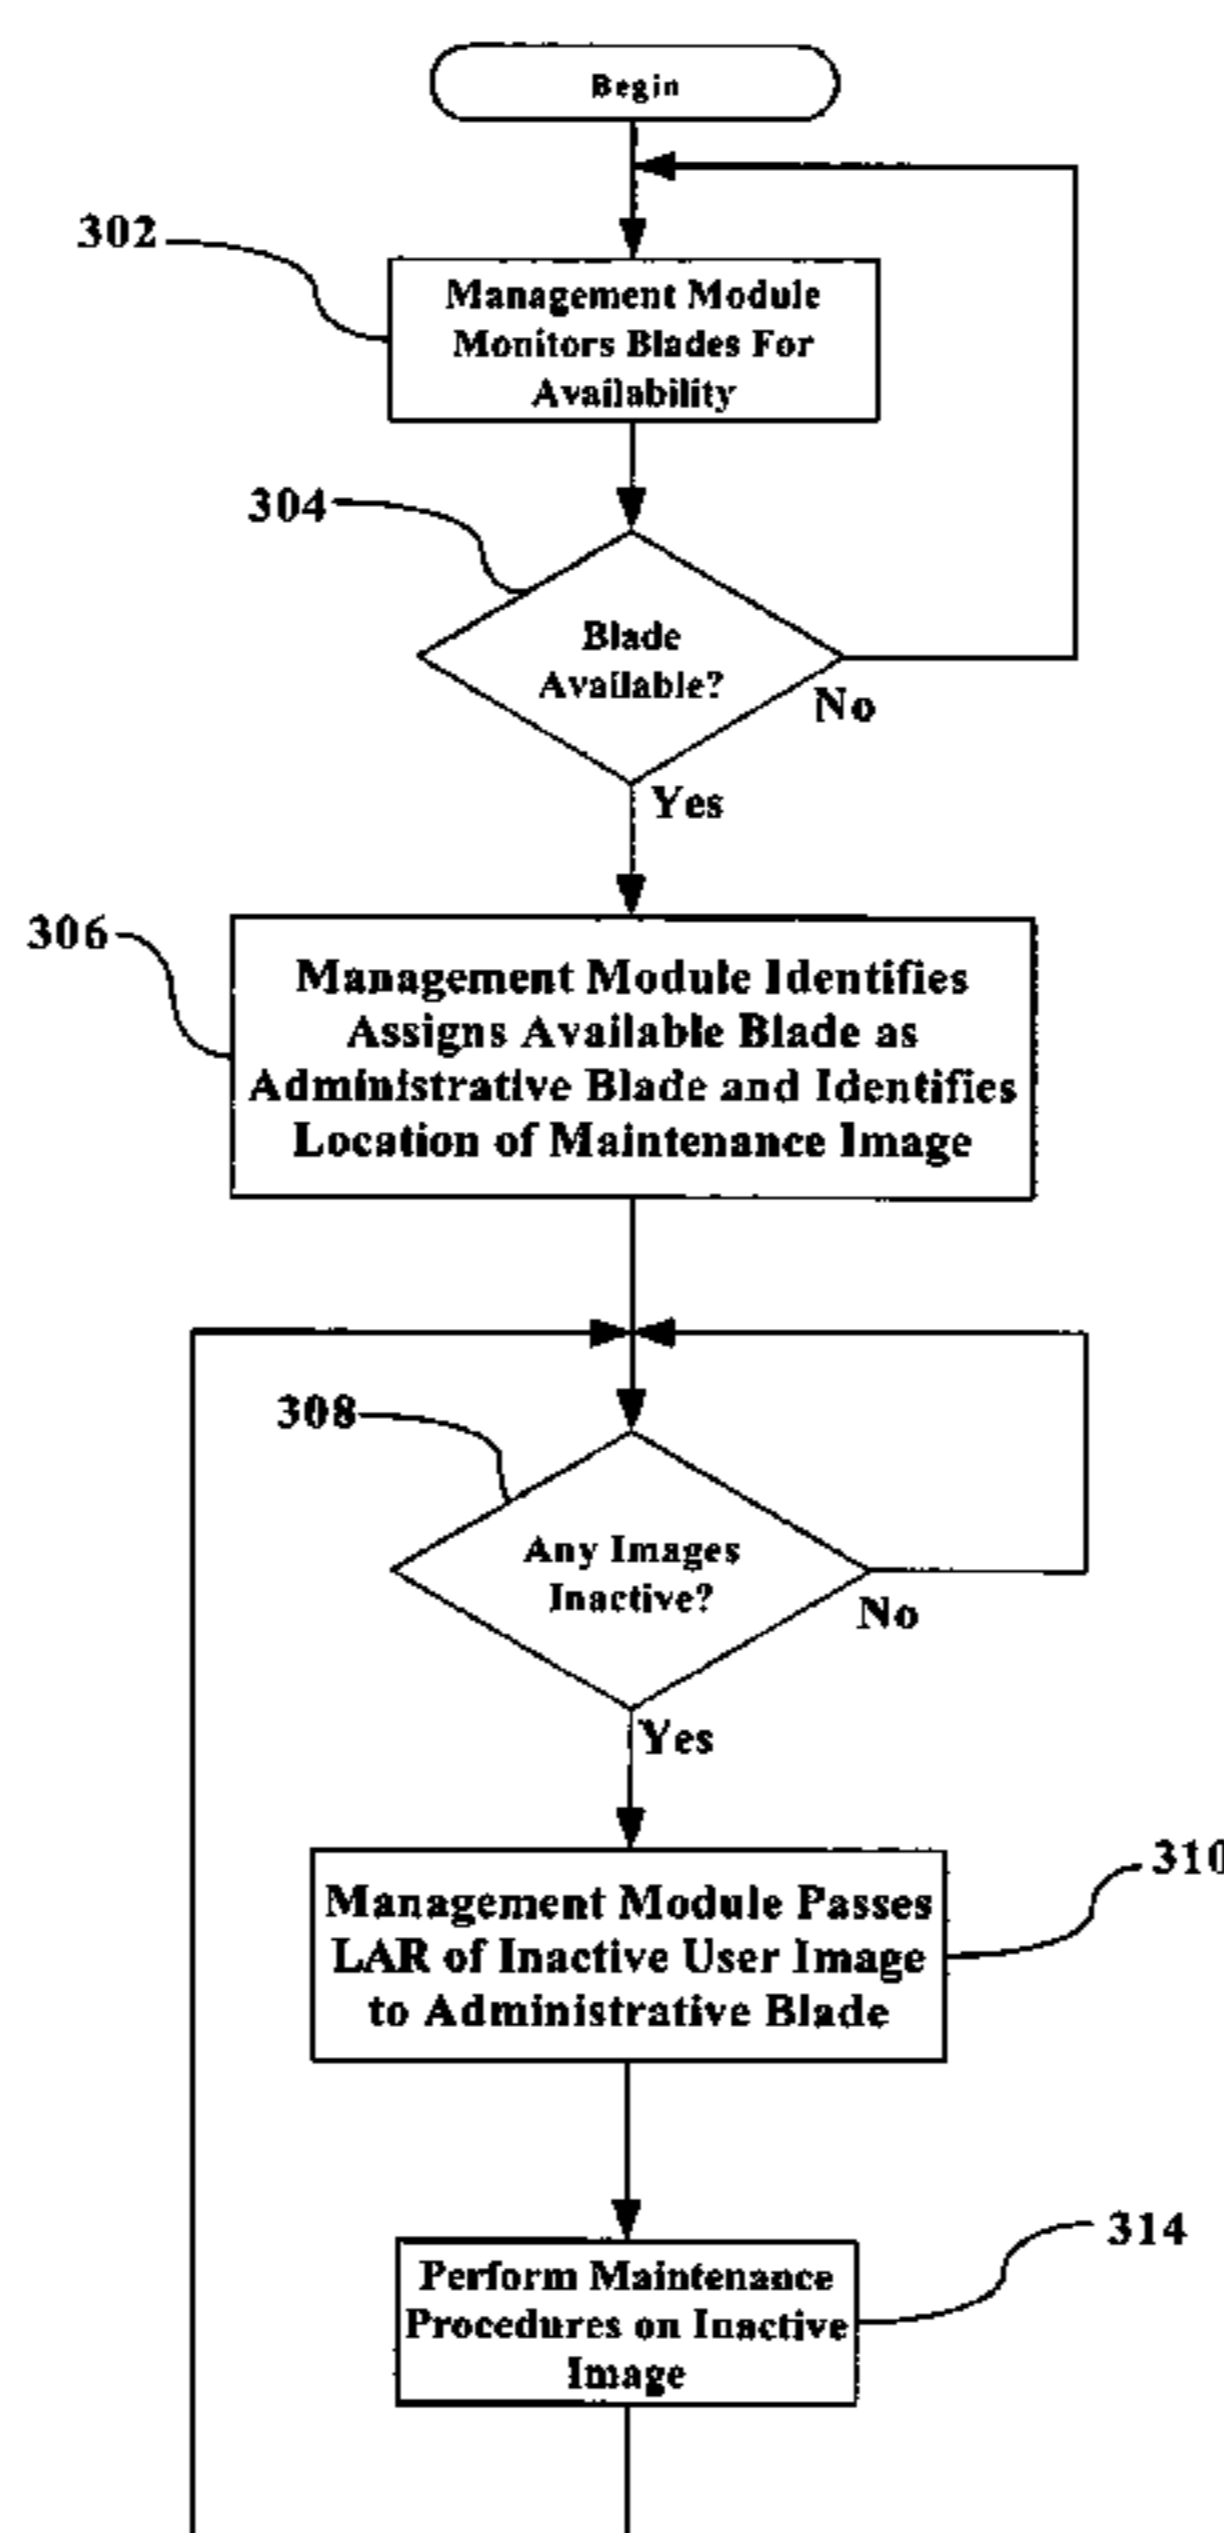 Begin
302
Management Module
Monitors Blades For
Availability
304
Blade
Available?
No
Yes
306
Management Module Identifies
Assigns Available Blade as
Administrative Blade and Identifies
Location of Maintenance Image
308
Any Images
Inactive?
No
Yes
310
Management Module Passes
LAR of Inactive User Image
to Administrative Blade
314
Perform Maintenance
Procedures on Inactive
Image